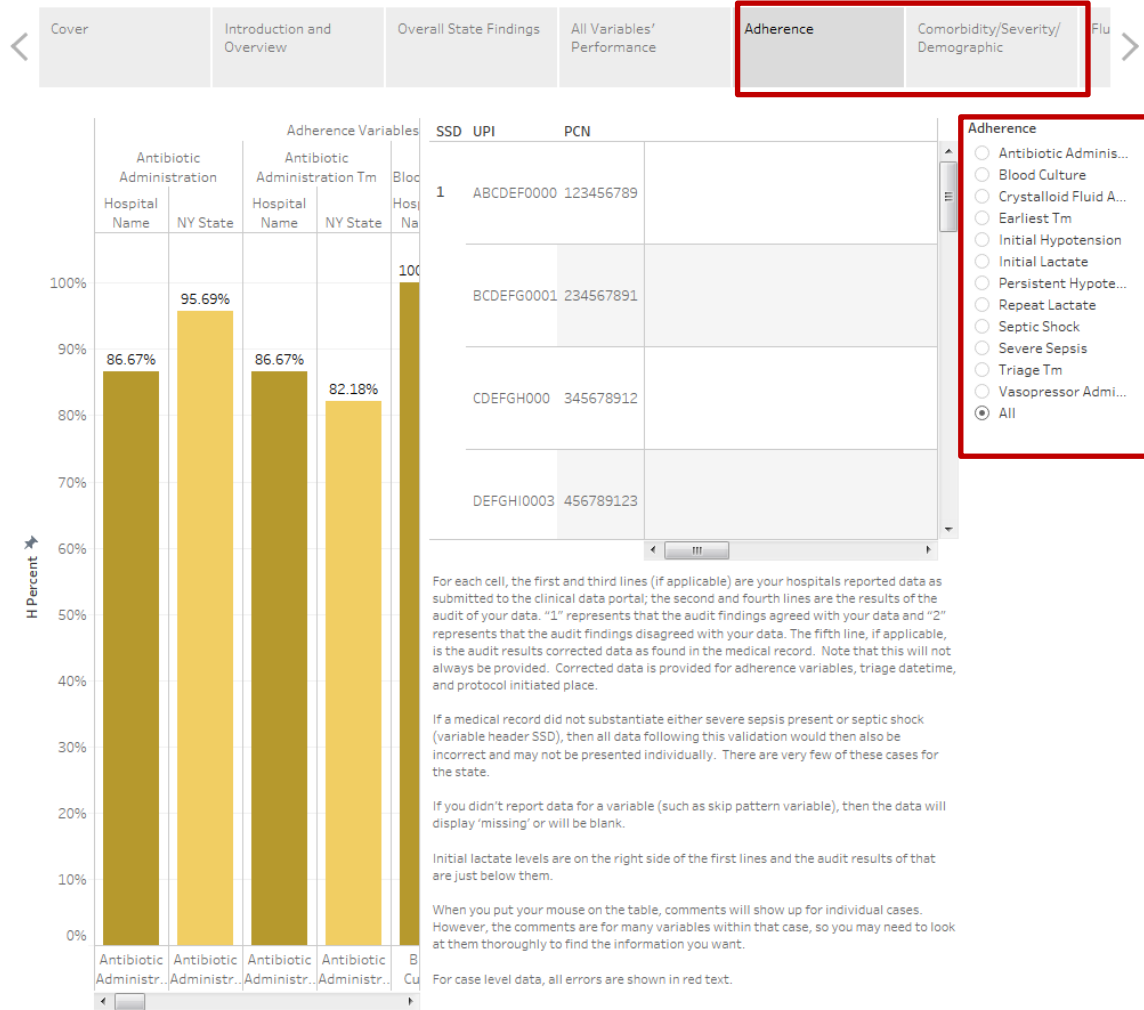 Cover
Introduction and
Overview
Overall State Findings
All Variables'
Performance
Adherence
Comorbidity/Severity/
Demographic
Flu
Adherence Variables
Antibiotic
Administration
Antibiotic
Administration Tm
Bloc
Hospital
Name
NY State
Hospital
Name
NY State
Hosp
Na
100%
90%
80%
70%
60%
50%
40%
30%
20%
10%
0%
H Percent
86.67%
95.69%
86.67%
82.18%
100
Antibiotic
Administr..
Antibiotic
Administr..
Antibiotic
Administr..
Antibiotic
Administr..
B
Cu
SSD UPI PCN
1 ABCDEF0000 123456789
BCDEFG0001 234567891
CDEFGH000 345678912
DEFGHI0003 456789123
For each cell, the first and third lines (if applicable) are your hospitals reported data as
submitted to the clinical data portal; the second and fourth lines are the results of the
audit of your data. “1” represents that the audit findings agreed with your data and “2”
represents that the audit findings disagreed with your data. The fifth line, if applicable,
is the audit results corrected data as found in the medical record. Note that this will not
always be provided. Corrected data is provided for adherence variables, triage datetime,
and protocol initiated place.
If a medical record did not substantiate either severe sepsis present or septic shock
(variable header SSD), then all data following this validation would then also be
incorrect and may not be presented individually. There are very few of these cases for
the state.
If you didn't report data for a variable (such as skip pattern variable), then the data will
display ‘missing’ or will be blank.
Initial lactate levels are on the right side of the first lines and the audit results of that
are just below them.
When you put your mouse on the table, comments will show up for individual cases.
However, the comments are for many variables within that case, so you may need to look
at them thoroughly to find the information you want.
For case level data, all errors are shown in red text.
Adherence
Antibiotic Adminis...
Blood Culture
Crystalloid Fluid A...
Earliest Tm
Initial Hypotension
Initial Lactate
Persistent Hypote...
Repeat Lactate
Septic Shock
Severe Sepsis
Triage Tm
Vasopressor Admi...
All